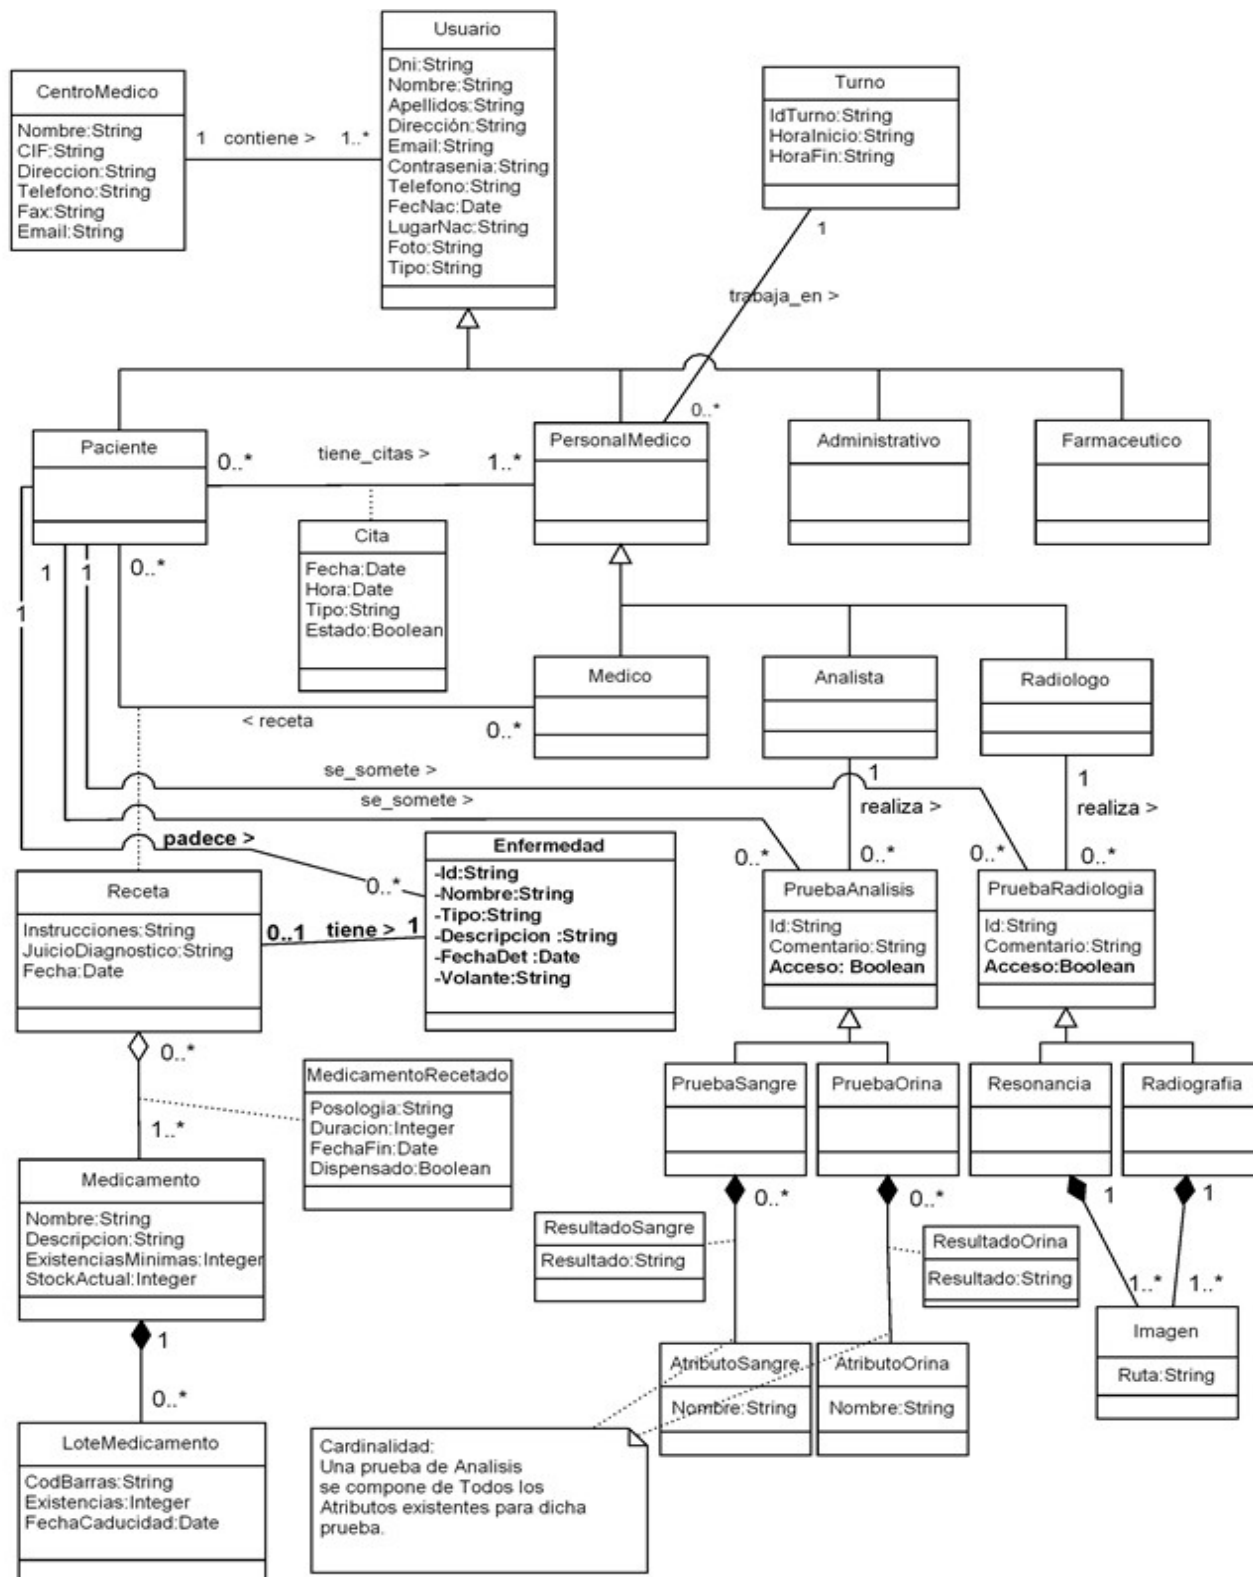 Usuario
Dni:String
Nombre:String
Apellidos:String
Dirección:String
Email:String
Contrasenia:String
Telefono:String
FecNac:Date
LugarNac:String
Foto:String
Tipo:String
CentroMedico
Nombre:String
CIF:String
Direccion:String
Telefono:String
Fax:String
Email:String
1 contiene > 1..*
Turno
IdTurno:String
HoraInicio:String
HoraFin:String
1
trabaja_en >
0..*
Paciente
0..* tiene_citas > 1..*
PersonalMedico
Administrativo
Farmaceutico
Cita
Fecha:Date
Hora:Date
Tipo:String
Estado:Boolean
1
1
1
0..*
< receta
0..*
Medico
Analista
Radiologo
se_somete >
se_somete >
1
realiza >
1
realiza >
padece >
0..*
0..*
0..*
0..*
0..*
Enfermedad
-Id:String
-Nombre:String
-Tipo:String
-Descripcion :String
-FechaDet :Date
-Volante:String
Receta
Instrucciones:String
JuicioDiagnostico:String
Fecha:Date
0..1 tiene > 1
PruebaAnalisis
Id:String
Comentario:String
Acceso: Boolean
PruebaRadiologia
Id:String
Comentario:String
Acceso:Boolean
0..*
1..*
MedicamentoRecetado
Posologia:String
Duracion:Integer
FechaFin:Date
Dispensado:Boolean
PruebaSangre
PruebaOrina
Resonancia
Radiografia
Medicamento
Nombre:String
Descripcion:String
ExistenciasMinimas:Integer
StockActual:Integer
0..*
0..*
1
1
ResultadoSangre
Resultado:String
ResultadoOrina
Resultado:String
1..*
1..*
Imagen
Ruta:String
1
0..*
AtributoSangre
Nombre:String
AtributoOrina
Nombre:String
LoteMedicamento
CodBarras:String
Existencias:Integer
FechaCaducidad:Date
Cardinalidad:
Una prueba de Analisis
se compone de Todos los
Atributos existentes para dicha
prueba.